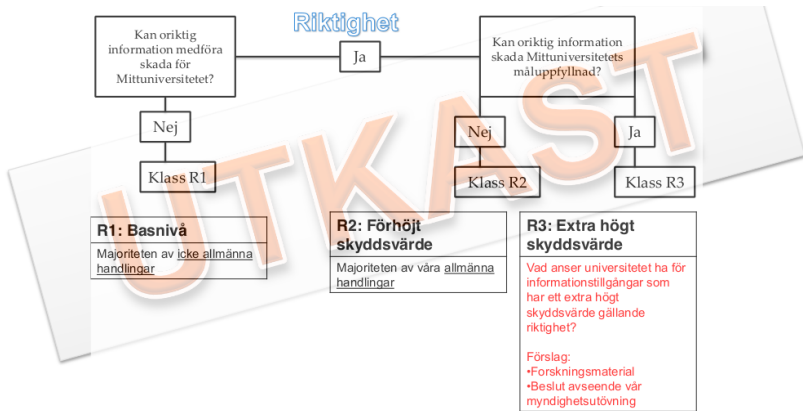 Riktighet
Kan oriktig
information medföra
skada för
Mittuniversitetet?
Ja
Kan oriktig information
skada Mittuniversitetets
måluppfyllnad?
Nej
Nej
Ja
Klass R1
Klass R2
Klass R3
UTKAST
R1: Basnivå
Majoriteten av icke allmänna
handlingar
R2: Förhöjt
skyddsvärde
Majoriteten av våra allmänna
handlingar
R3: Extra högt
skyddsvärde
Vad anser universitetet ha för
informationstillgångar som
har ett extra högt
skyddsvärde gällande
riktighet?
Förslag:
•Forskningsmaterial
•Beslut avseende vår
myndighetsutövning